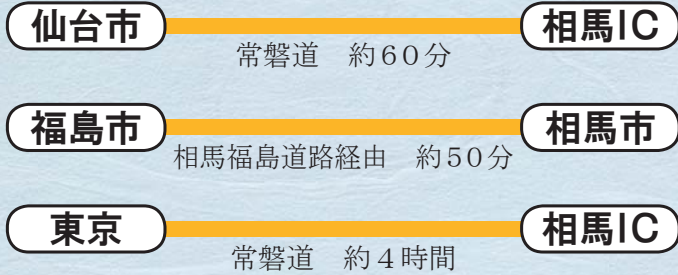 仙台市 相馬IC
常磐道　約60分
福島市 相馬市
相馬福島道路経由　約50分
東京 相馬IC
常磐道　約4時間